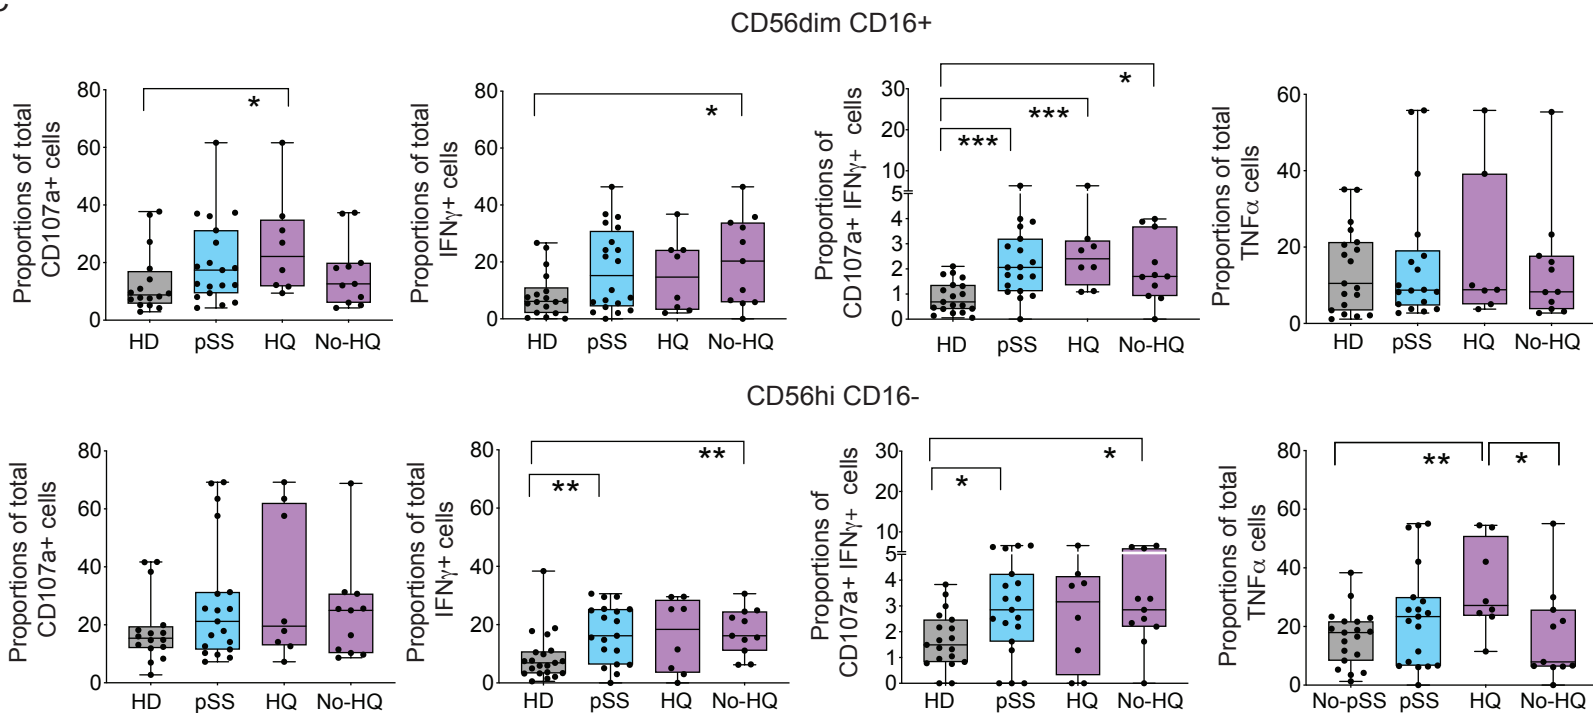 CD56dim CD16+
Proportions of total
CD107a+ cells
80
60
40
20
0
*
HD pSS HQ No-HQ
Proportions of total
IFNγ+ cells
80
60
40
20
0
*
HD pSS HQ No-HQ
Proportions of
CD107a+ IFNγ+ cells
30
20
10
5
4
3
2
1
0
*
***
***
HD pSS HQ No-HQ
Proportions of total
TNFα cells
60
40
20
0
HD pSS HQ No-HQ
CD56hi CD16-
Proportions of total
CD107a+ cells
80
60
40
20
0
HD pSS HQ No-HQ
Proportions of total
IFNγ+ cells
80
60
40
20
0
**
**
HD pSS HQ No-HQ
Proportions of
CD107a+ IFNγ+ cells
30
20
10
5
4
3
2
1
0
*
*
HD pSS HQ No-HQ
Proportions of total
TNFα cells
80
60
40
20
0
** *
No-pSS pSS HQ No-HQ